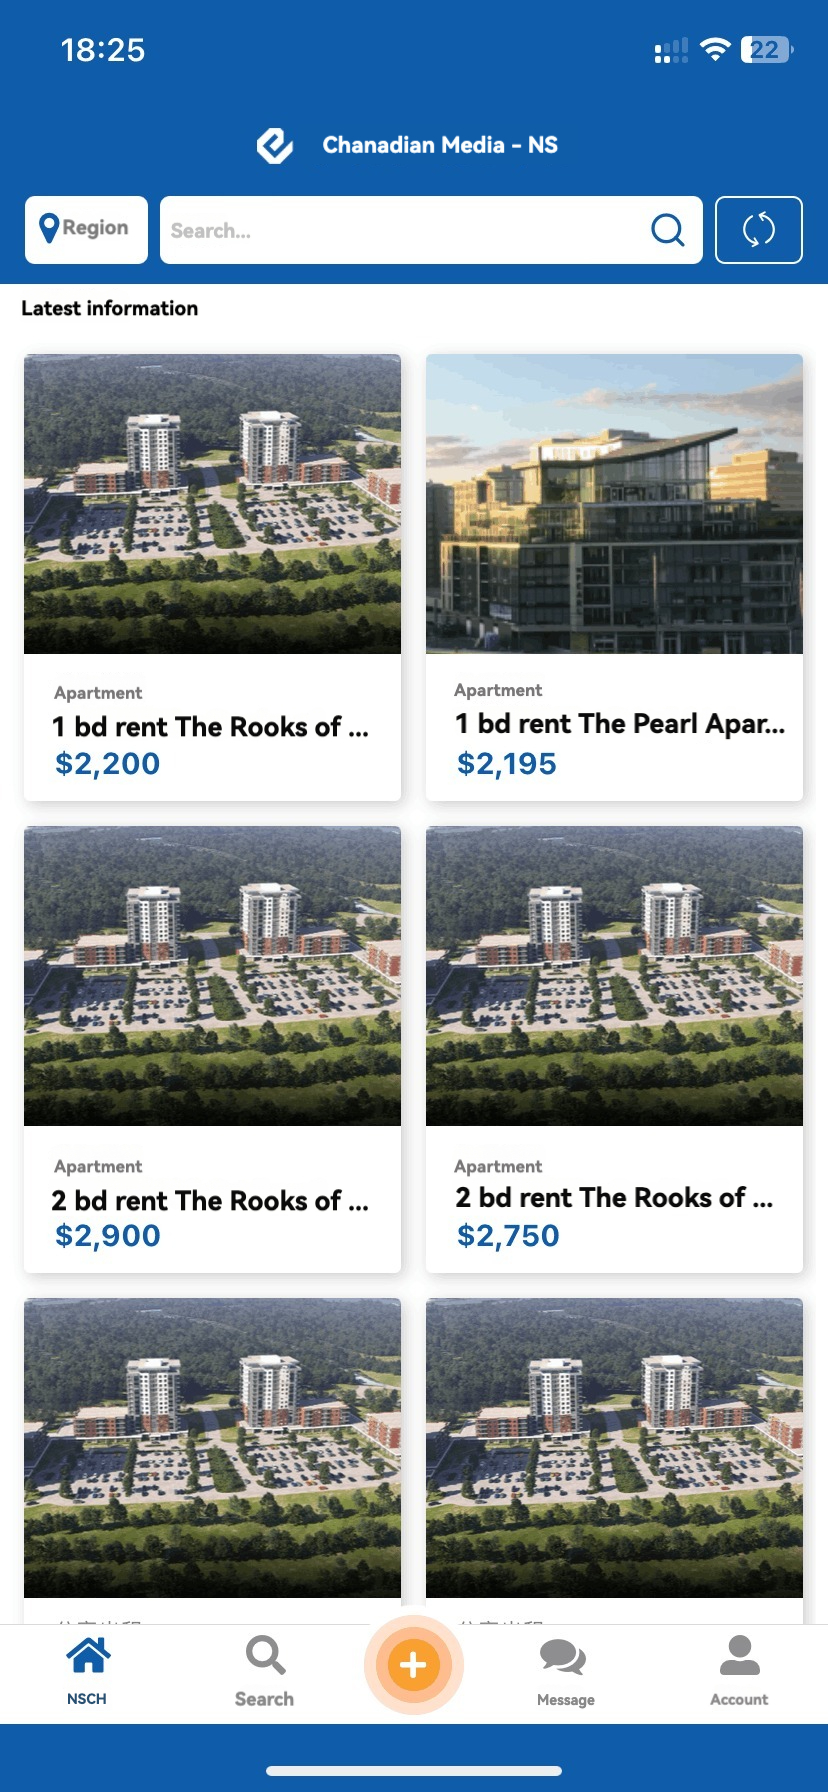 18:25
22
Chanadian Media - NS
Region
Search...
Latest information
Apartment
1 bd rent The Rooks of ...
$2,200
Apartment
1 bd rent The Pearl Apar...
$2,195
Apartment
2 bd rent The Rooks of ...
$2,900
Apartment
2 bd rent The Rooks of ...
$2,750
NSCH
Search
Message
Account